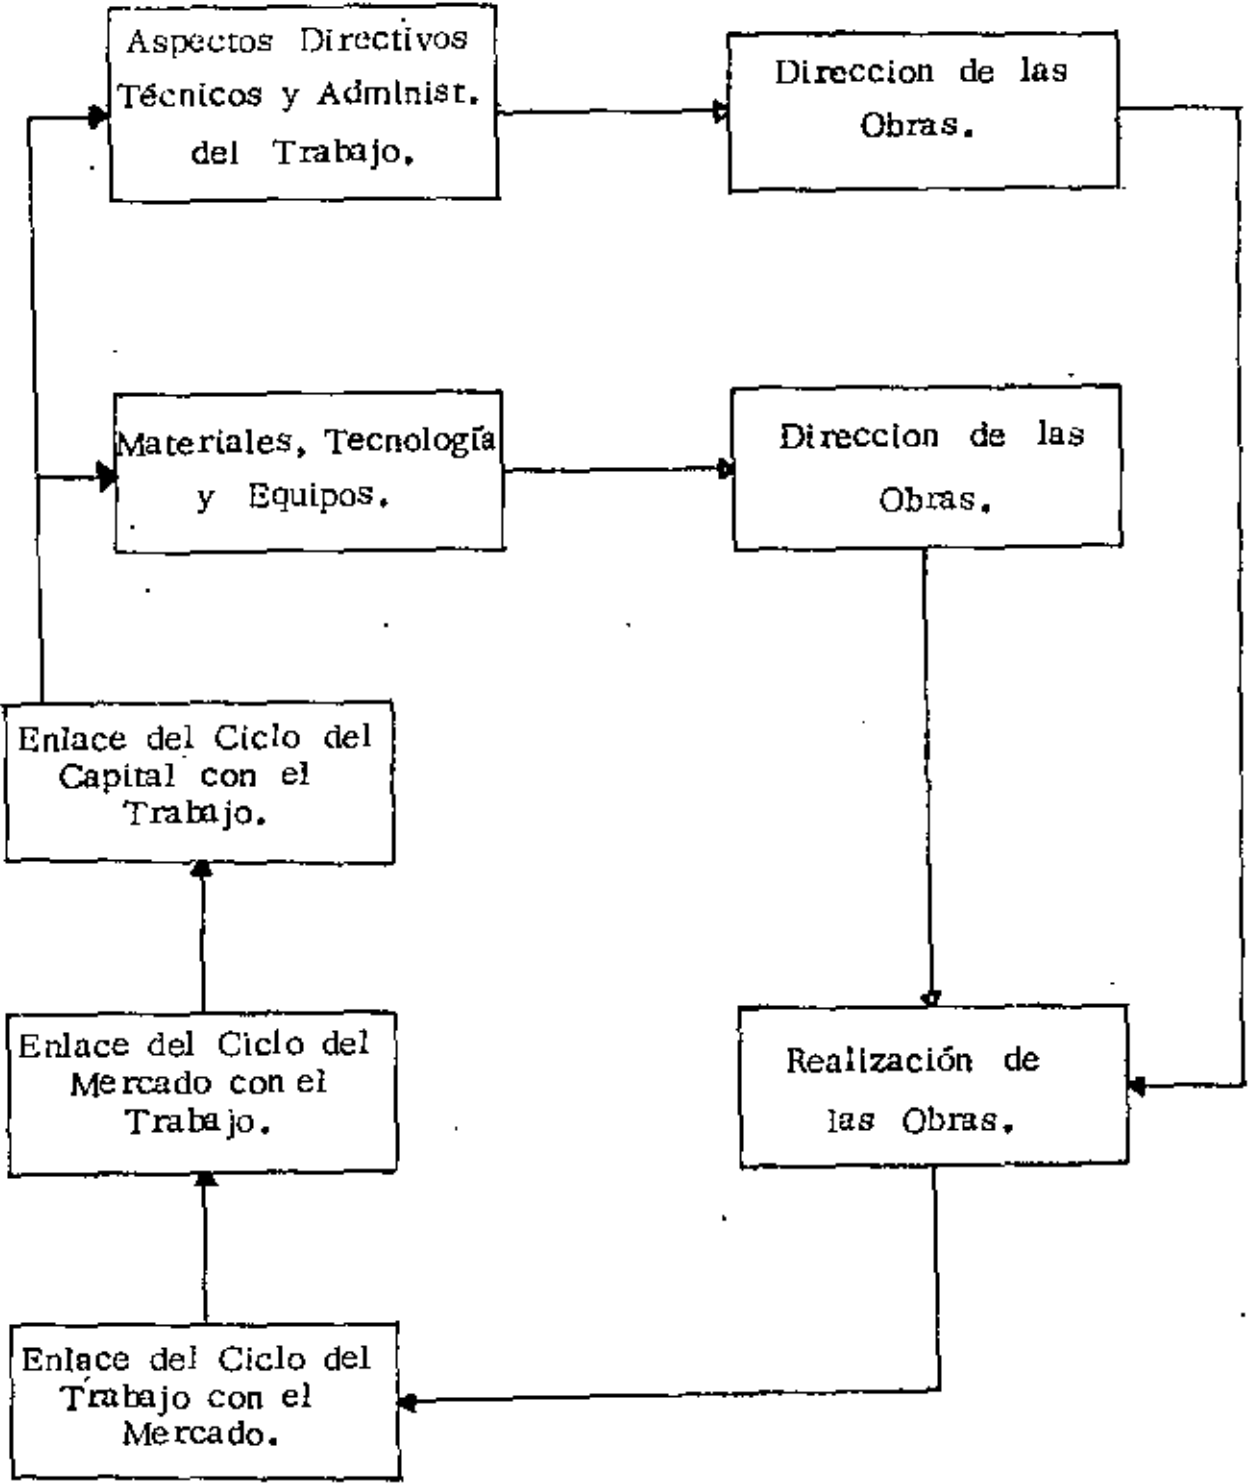 Aspectos Directivos
Técnicos y Administ.
del Trabajo.
Direccion de las
Obras.
Materiales, Tecnología
y Equipos.
Direccion de las
Obras.
Enlace del Ciclo del
Capital con el
Trabajo.
Enlace del Ciclo del
Mercado con el
Trabajo.
Realización de
las Obras.
Enlace del Ciclo del
Trabajo con el
Mercado.